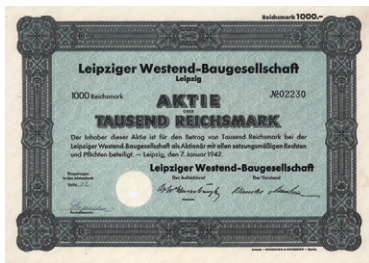 Reichsmark 1000.–
Leipziger Westend-Baugesellschaft
Leipzig
1000 Reichsmark
№02230
AKTIE
ÜBER
TAUSEND REICHSMARK
Der Inhaber dieser Aktie ist für den Betrag von Tausend Reichsmark bei der
Leipziger Westend-Baugesellschaft als Aktionär mit allen satzungsmäßigen Rechten
und Pflichten beteiligt. — Leipzig, den 7. Januar 1942.
Leipziger Westend-Baugesellschaft
Eingetragen
Der Aufsichtsrat
Der Vorstand
Seite